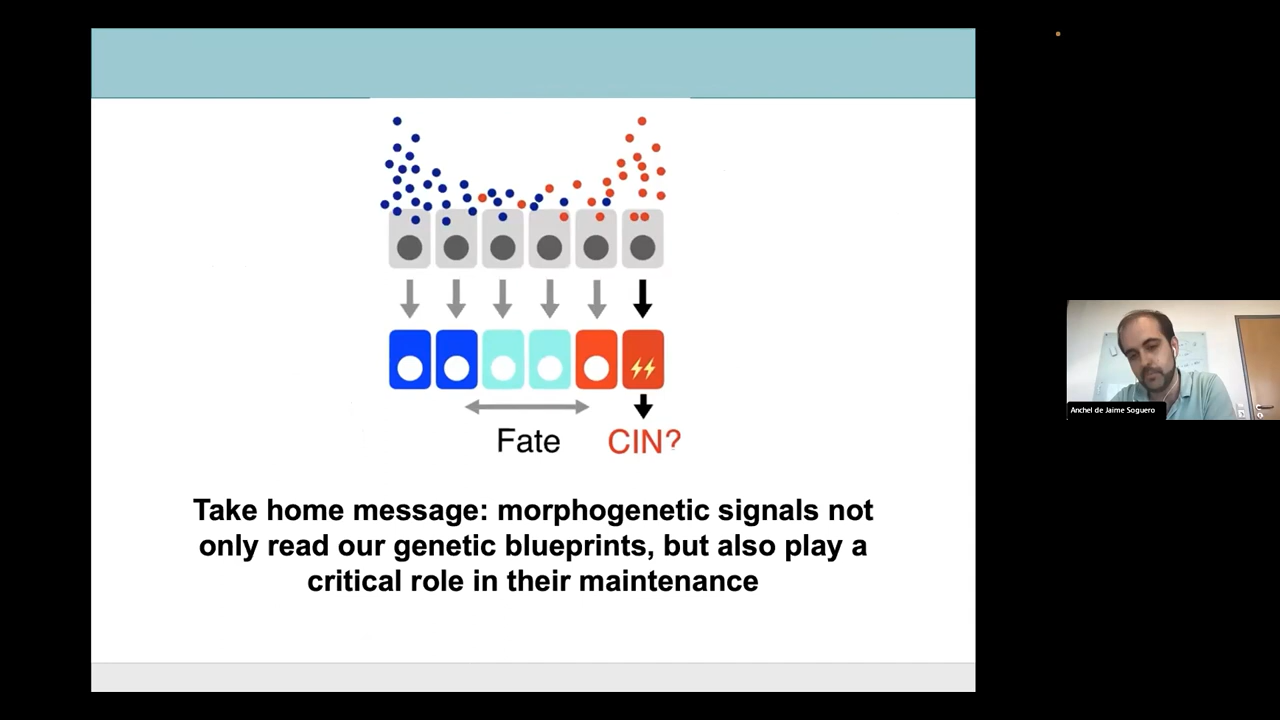 Fate
CIN?
Take home message: morphogenetic signals not
only read our genetic blueprints, but also play a
critical role in their maintenance
Anchel de Jaime Soguero